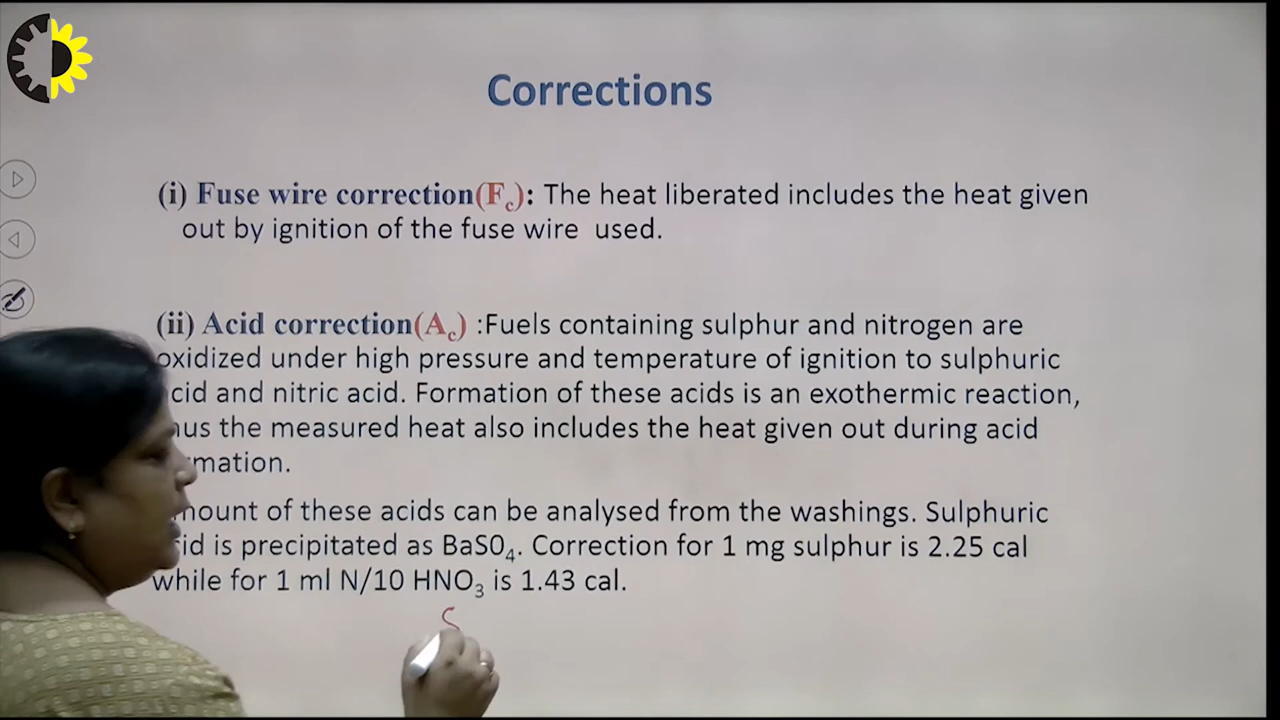 Corrections
(i) Fuse wire correction(Fc): The heat liberated includes the heat given
out by ignition of the fuse wire used.
(ii) Acid correction(Ac) :Fuels containing sulphur and nitrogen are
oxidized under high pressure and temperature of ignition to sulphuric
cid and nitric acid. Formation of these acids is an exothermic reaction,
us the measured heat also includes the heat given out during acid
mation.
mount of these acids can be analysed from the washings. Sulphuric
id is precipitated as BaS0₄. Correction for 1 mg sulphur is 2.25 cal
while for 1 ml N/10 HNO₃ is 1.43 cal.
S